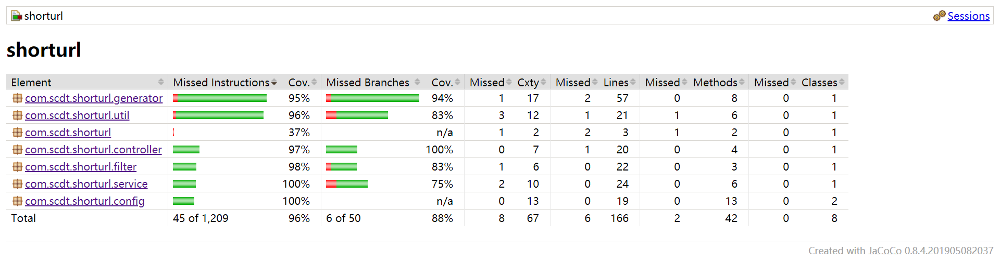 shorturl Sessions
shorturl
Element Missed Instructions Cov. Missed Branches Cov. Missed Cxty Missed Lines Missed Methods Missed Classes
com.scdt.shorturl.generator 95% 94% 1 17 2 57 0 8 0 1
com.scdt.shorturl.util 96% 83% 3 12 1 21 1 6 0 1
com.scdt.shorturl 37% n/a 1 2 2 3 1 2 0 1
com.scdt.shorturl.controller 97% 100% 0 7 1 20 0 4 0 1
com.scdt.shorturl.filter 98% 83% 1 6 0 22 0 3 0 1
com.scdt.shorturl.service 100% 75% 2 10 0 24 0 6 0 1
com.scdt.shorturl.config 100% n/a 0 13 0 19 0 13 0 2
Total 45 of 1,209 96% 6 of 50 88% 8 67 6 166 2 42 0 8
Created with JaCoCo 0.8.4.201905082037